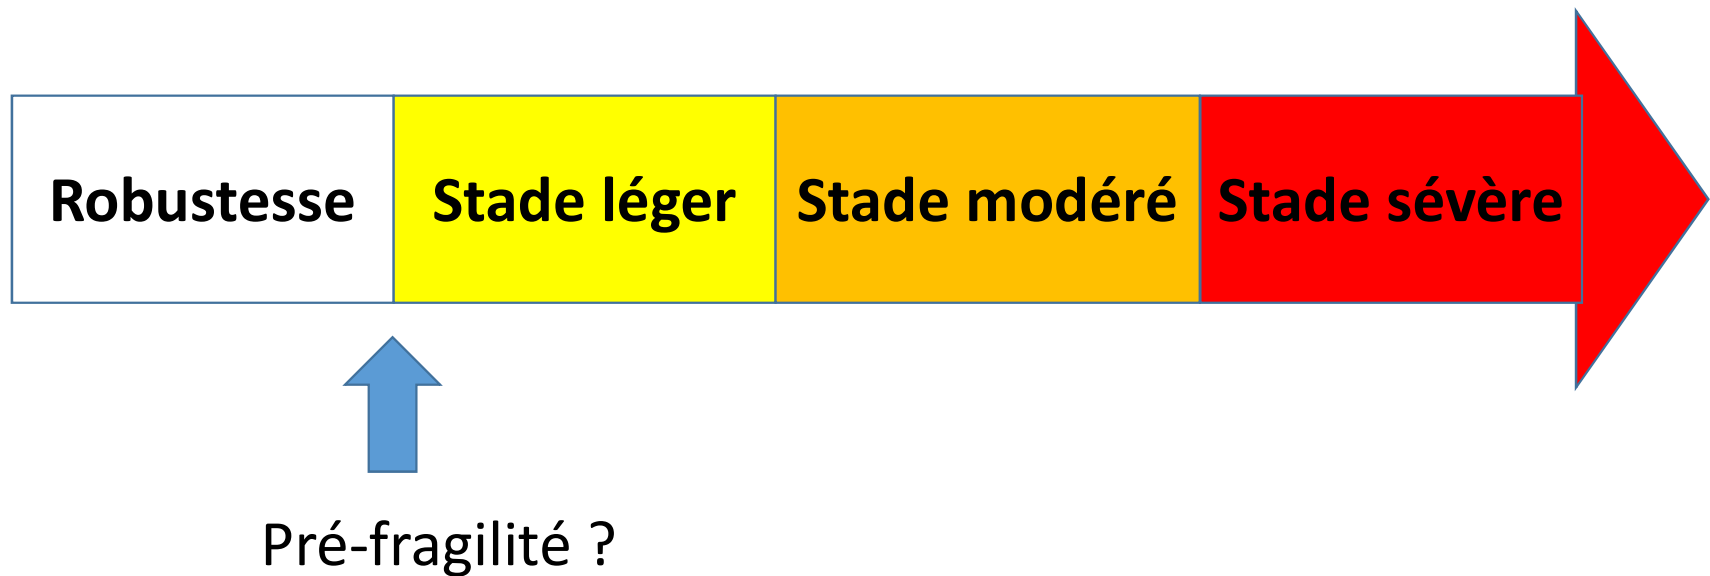 Robustesse
Stade léger
Stade modéré
Stade sévère
Pré-fragilité ?